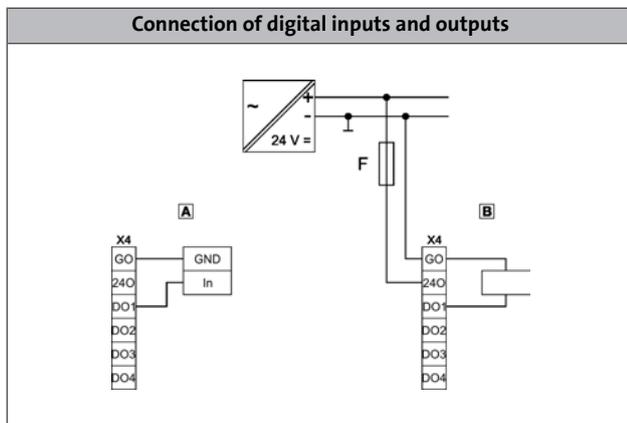 Connection of digital inputs and outputs
~
+
-
24 V =
F
A
B
X4
GO
24O
DO1
DO2
DO3
DO4
GND
In
X4
GO
24O
DO1
DO2
DO3
DO4